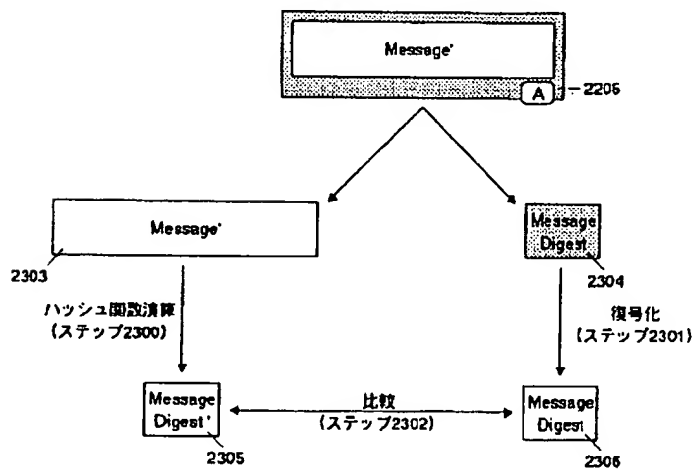 Message'
A
2206
Message'
2303
Message
Digest
2304
ハッシュ関数演算
(ステップ2300)
復号化
(ステップ2301)
Message
Digest'
2305
比較
(ステップ2302)
Message
Digest
2306